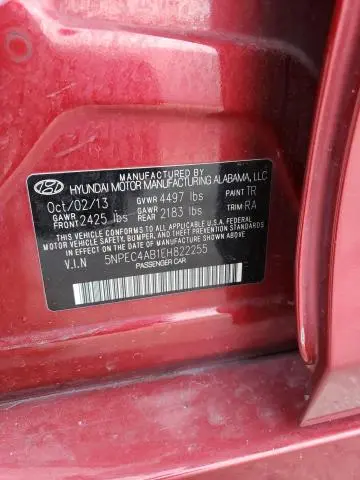 MANUFACTURED BY
HYUNDAI MOTOR MANUFACTURING ALABAMA, LLC
Oct/02/13 GVWR 4497 lbs PAINT TR
GAWR FRONT 2425 lbs GAWR REAR 2183 lbs TRIM RA
THIS VEHICLE CONFORMS TO ALL APPLICABLE U.S.A. FEDERAL
MOTOR VEHICLE SAFETY, BUMPER, AND THEFT PREVENTION
STANDARDS IN EFFECT ON THE DATE OF MANUFACTURE SHOWN ABOVE.
V.I.N 5NPEC4AB1EH822255
PASSENGER CAR